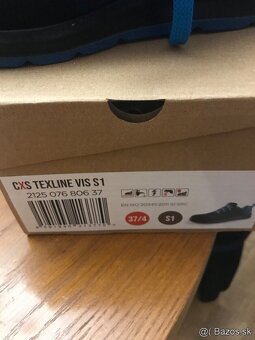 CXS TEXLINE VIS S1
2125 076 806 37
37/4
S1
© Bazos.sk